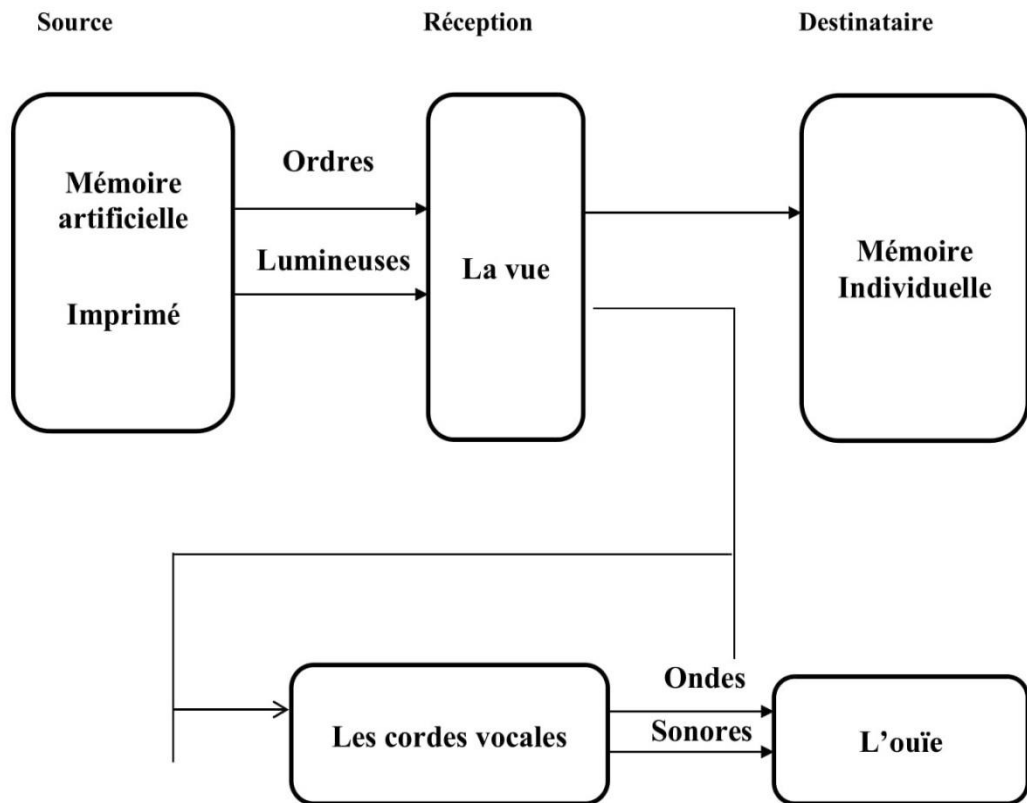 Source
Réception
Destinataire
Mémoire
artificielle
Imprimé
Ordres
Lumineuses
La vue
Mémoire
Individuelle
Les cordes vocales
Ondes
Sonores
L’ouïe